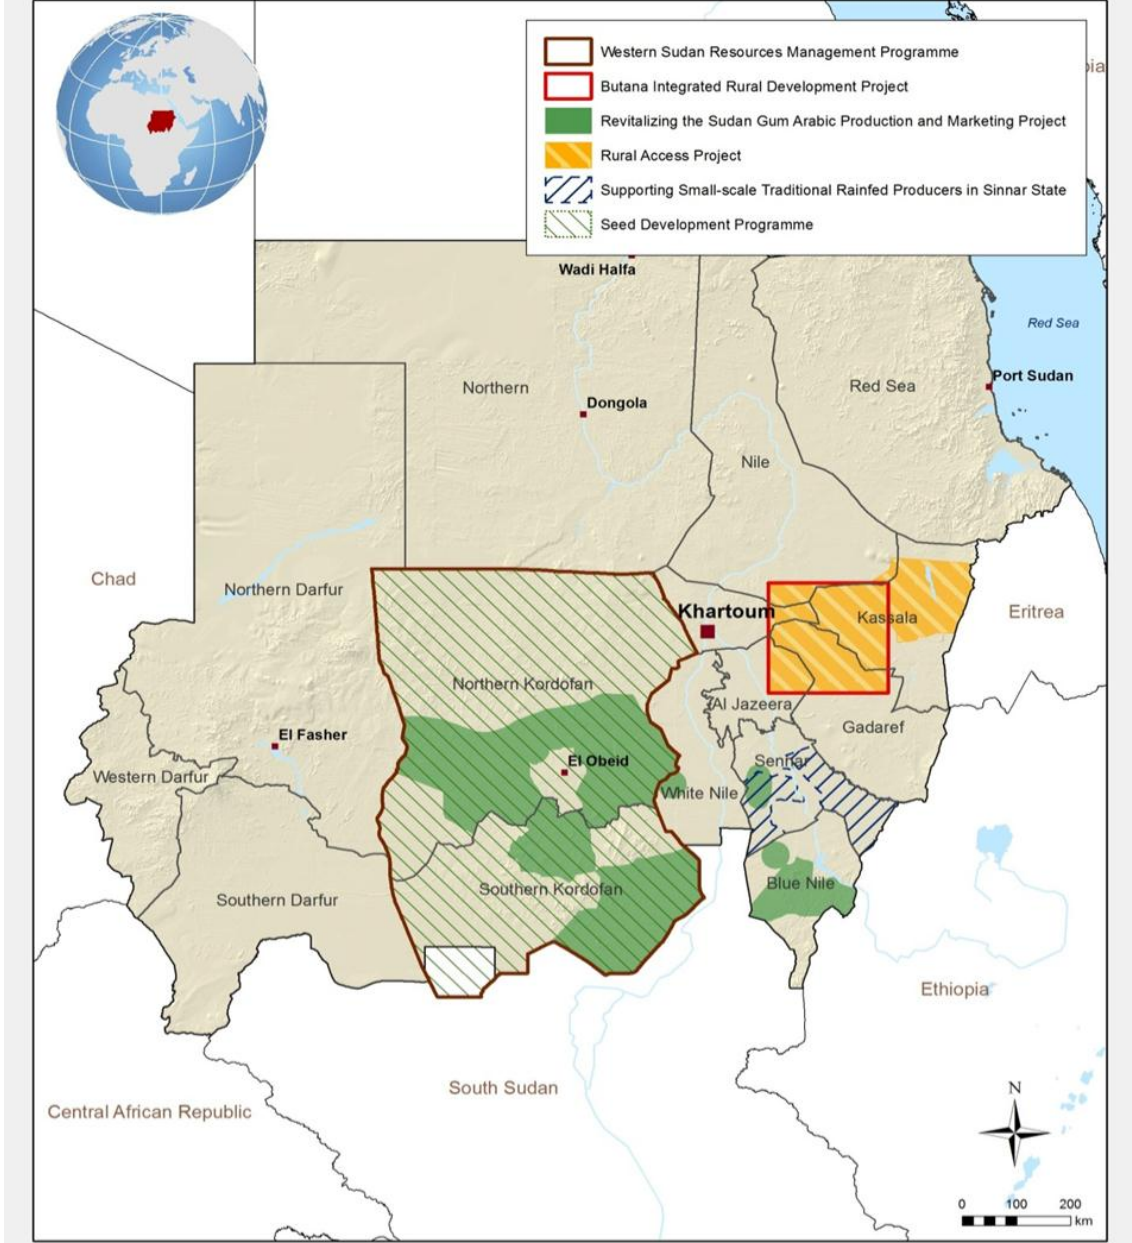 Western Sudan Resources Management Programme
Butana Integrated Rural Development Project
Revitalizing the Sudan Gum Arabic Production and Marketing Project
Rural Access Project
Supporting Small-scale Traditional Rainfed Producers in Sinnar State
Seed Development Programme
bia
Wadi Halfa
Red Sea
Port Sudan
Northern
Red Sea
Dongola
Nile
Chad
Northern Darfur
Khartoum
Kassala
Eritrea
Northern Kordofan
Al Jazeera
Gadaref
El Fasher
El Obeid
Sennar
Western Darfur
White Nile
Southern Darfur
Southern Kordofan
Blue Nile
Ethiopia
South Sudan
Central African Republic
N
0 100 200
km